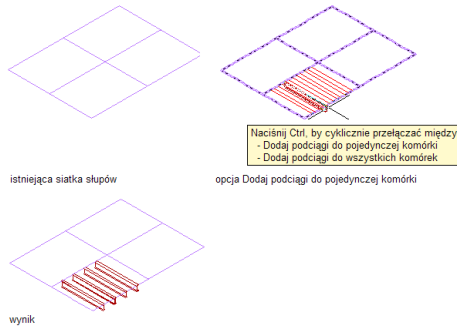 Naciśnij Ctrl, by cyklicznie przełączać między
- Dodaj podciągi do pojedynczej komórki
- Dodaj podciągi do wszystkich komórek
istniejąca siatka słupów
opcja Dodaj podciągi do pojedynczej komórki
wynik